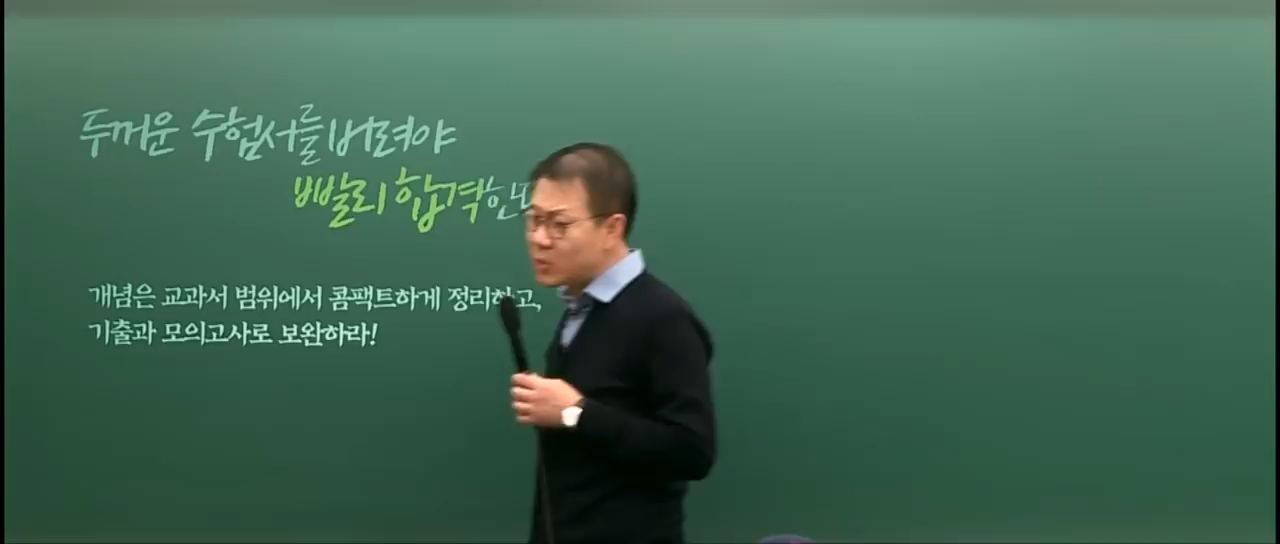 두꺼운 수험서를 버려야
빨리 합격한
개념은 교과서 범위에서 콤팩트하게 정리하고,
기출과 모의고사로 보완하라!